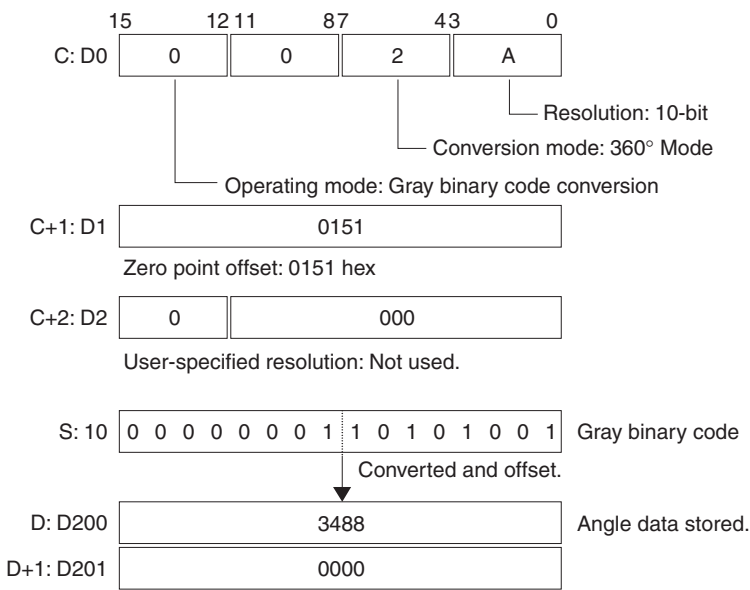 15 12 11 8 7 4 3 0
C: D0 0 0 2 A
Resolution: 10-bit
Conversion mode: 360° Mode
Operating mode: Gray binary code conversion
C+1: D1 0151
Zero point offset: 0151 hex
C+2: D2 0 000
User-specified resolution: Not used.
S: 10 0 0 0 0 0 0 0 1 1 0 1 0 1 0 0 1 Gray binary code
Converted and offset.
D: D200 3488 Angle data stored.
D+1: D201 0000